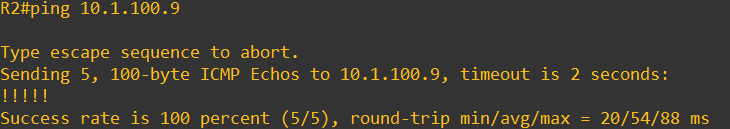 R2#ping 10.1.100.9
Type escape sequence to abort.
Sending 5, 100-byte ICMP Echos to 10.1.100.9, timeout is 2 seconds:
!!!!!
Success rate is 100 percent (5/5), round-trip min/avg/max = 20/54/88 ms